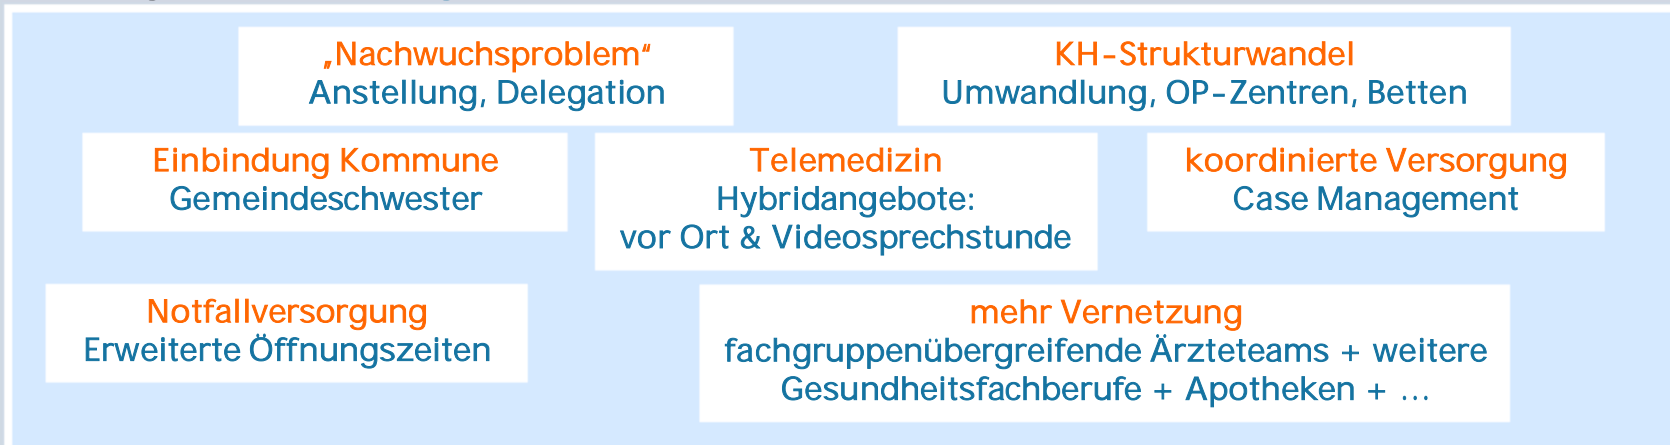 „Nachwuchsproblem“
Anstellung, Delegation
KH-Strukturwandel
Umwandlung, OP-Zentren, Betten
Einbindung Kommune
Gemeindeschwester
Telemedizin
Hybridangebote:
vor Ort & Videosprechstunde
koordinierte Versorgung
Case Management
Notfallversorgung
Erweiterte Öffnungszeiten
mehr Vernetzung
fachgruppenübergreifende Ärzteteams + weitere
Gesundheitsfachberufe + Apotheken + ...